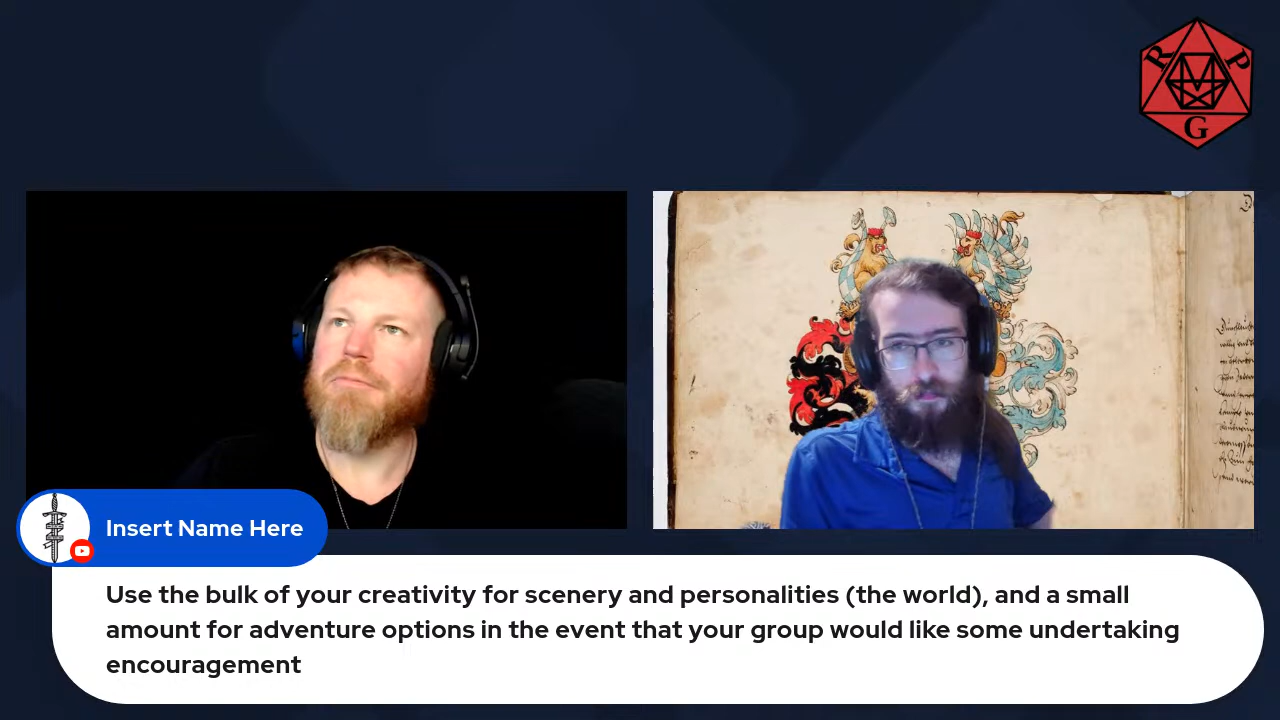 R P
G
Insert Name Here
Use the bulk of your creativity for scenery and personalities (the world), and a small
amount for adventure options in the event that your group would like some undertaking
encouragement